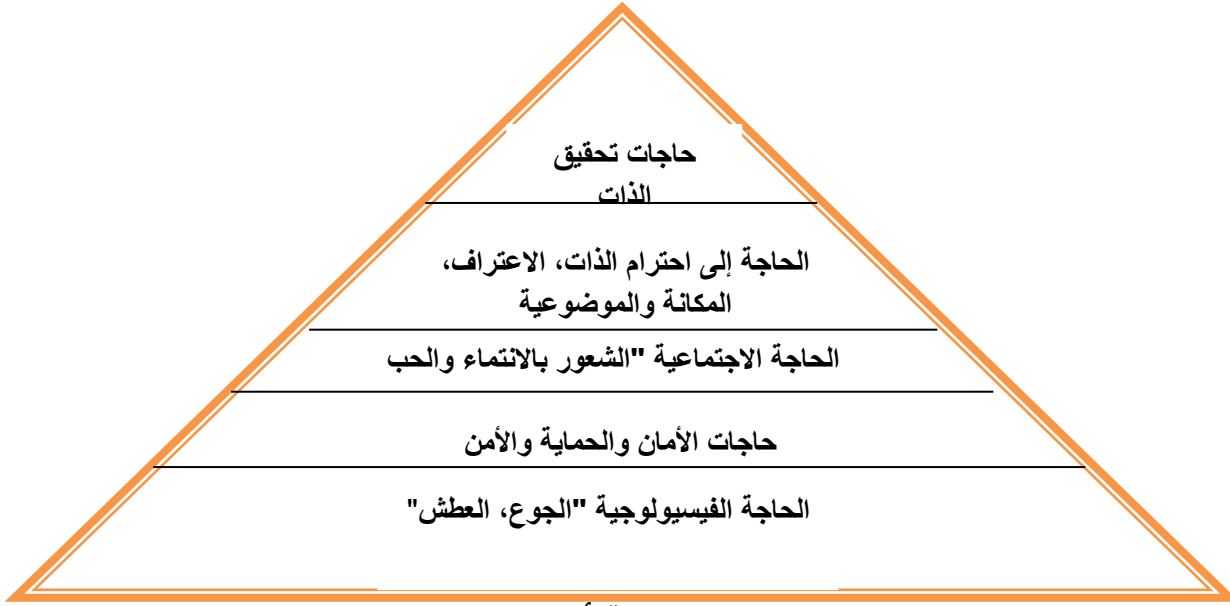 حاجات تحقيق
الذات
الحاجة إلى احترام الذات، الاعتراف،
المكانة والموضوعية
الحاجة الاجتماعية "الشعور بالانتماء والحب
حاجات الأمان والحماية والأمن
الحاجة الفيسيولوجية "الجوع، العطش"